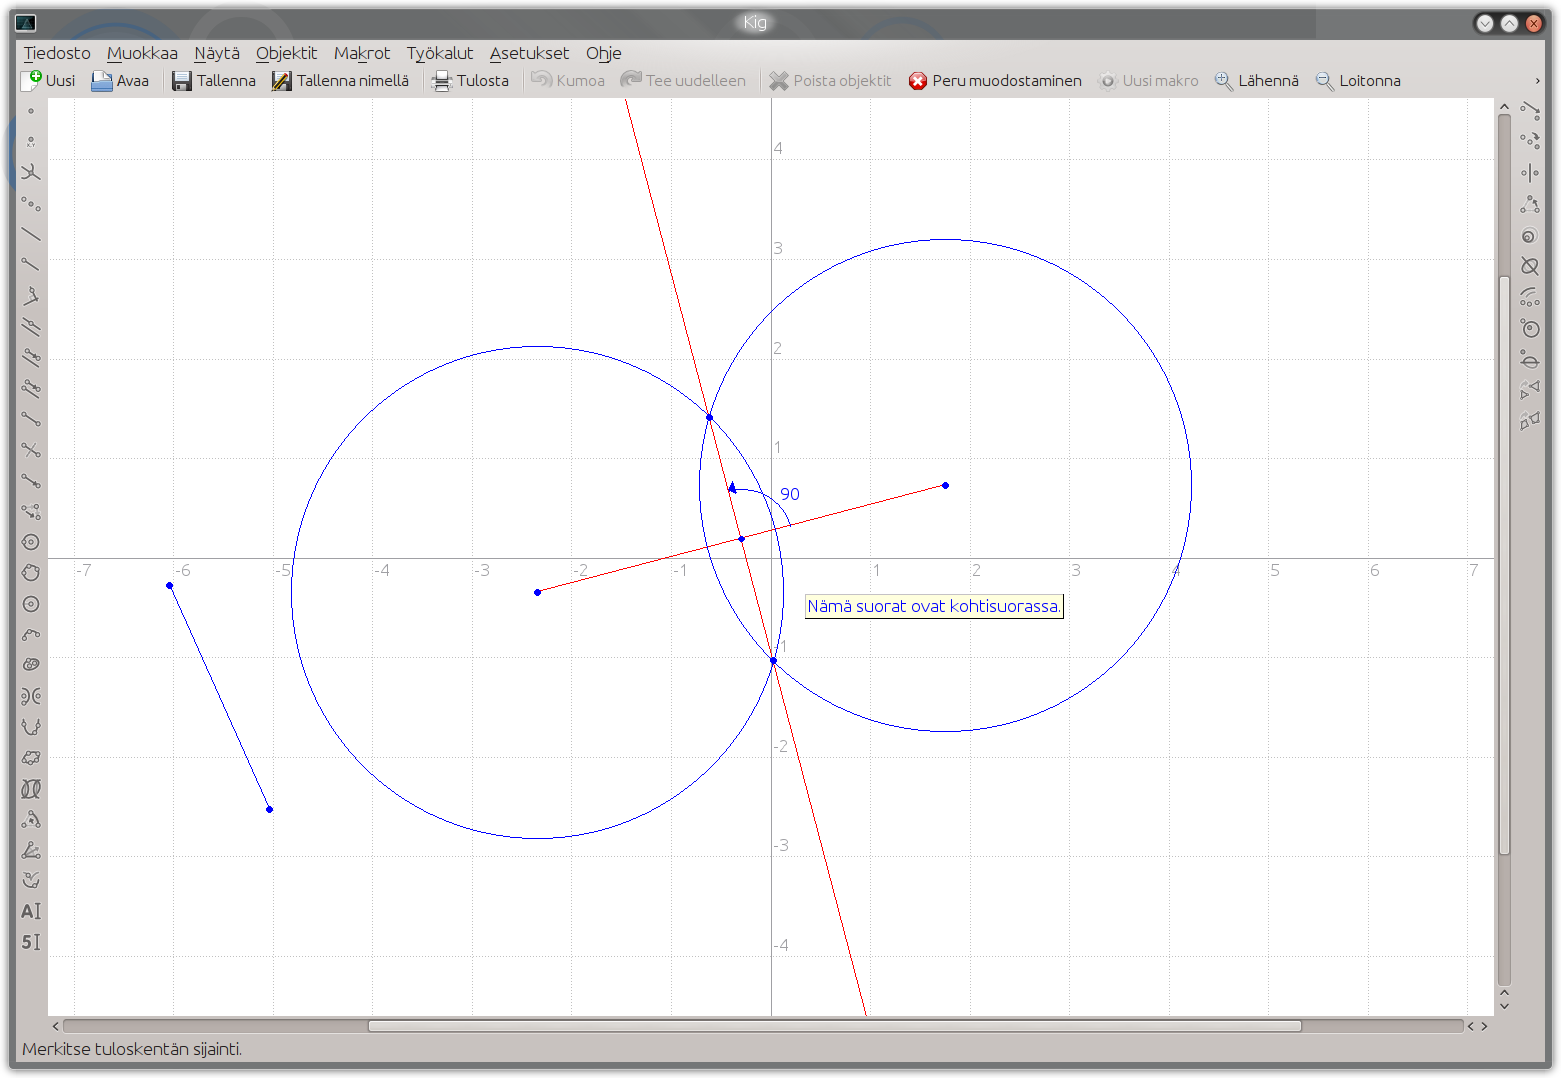 Kig
Tiedosto Muokkaa Näytä Objektit Makrot Työkalut Asetukset Ohje
Uusi Avaa Tallenna Tallenna nimellä Tulosta Kumoa Tee uudelleen Poista objektit Peru muodostaminen Uusi makro Lähennä Loitonna
4
3
2
1
90
-7 -6 -5 -4 -3 -2 -1 1 2 3 4 5 6 7
Nämä suorat ovat kohtisuorassa.
1
-2
-3
-4
A
5
Merkitse tuloskentän sijainti.